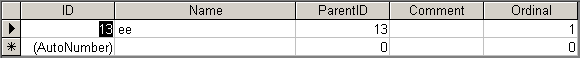 ID Name ParentID Comment Ordinal
13 ee 13 1
(AutoNumber) 0 0